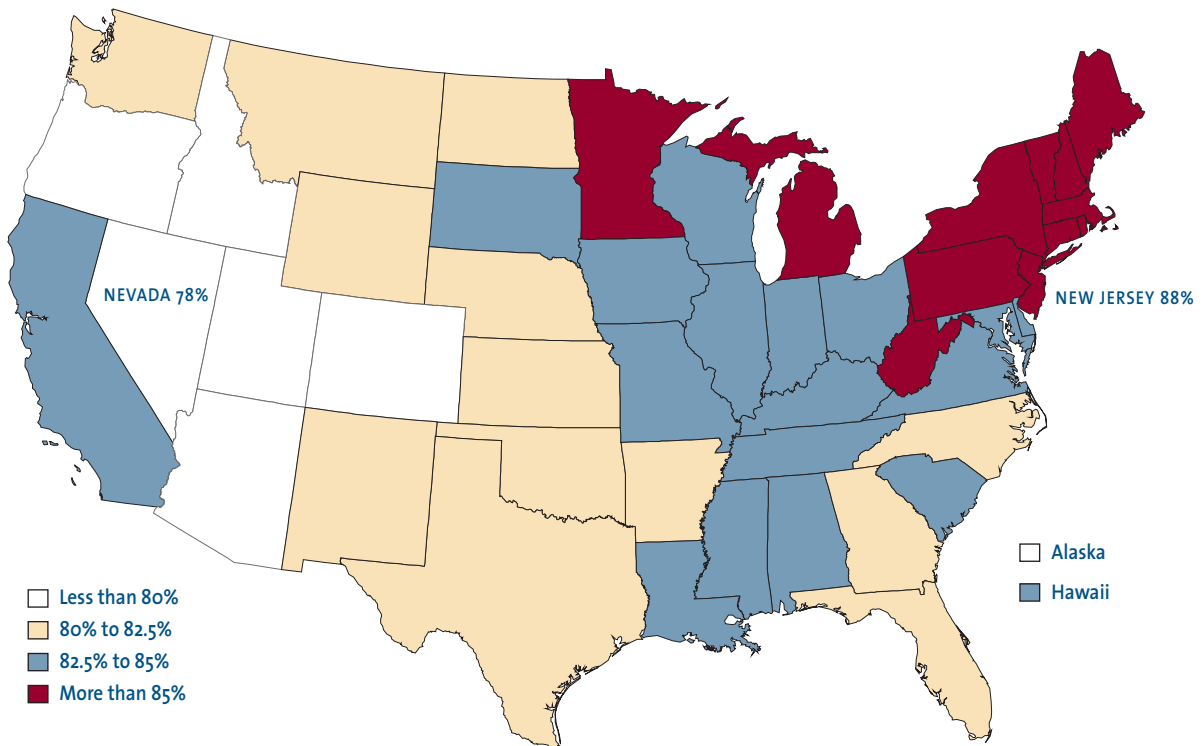 NEVADA 78%
NEW JERSEY 88%
Alaska
Hawaii
Less than 80%
80% to 82.5%
82.5% to 85%
More than 85%